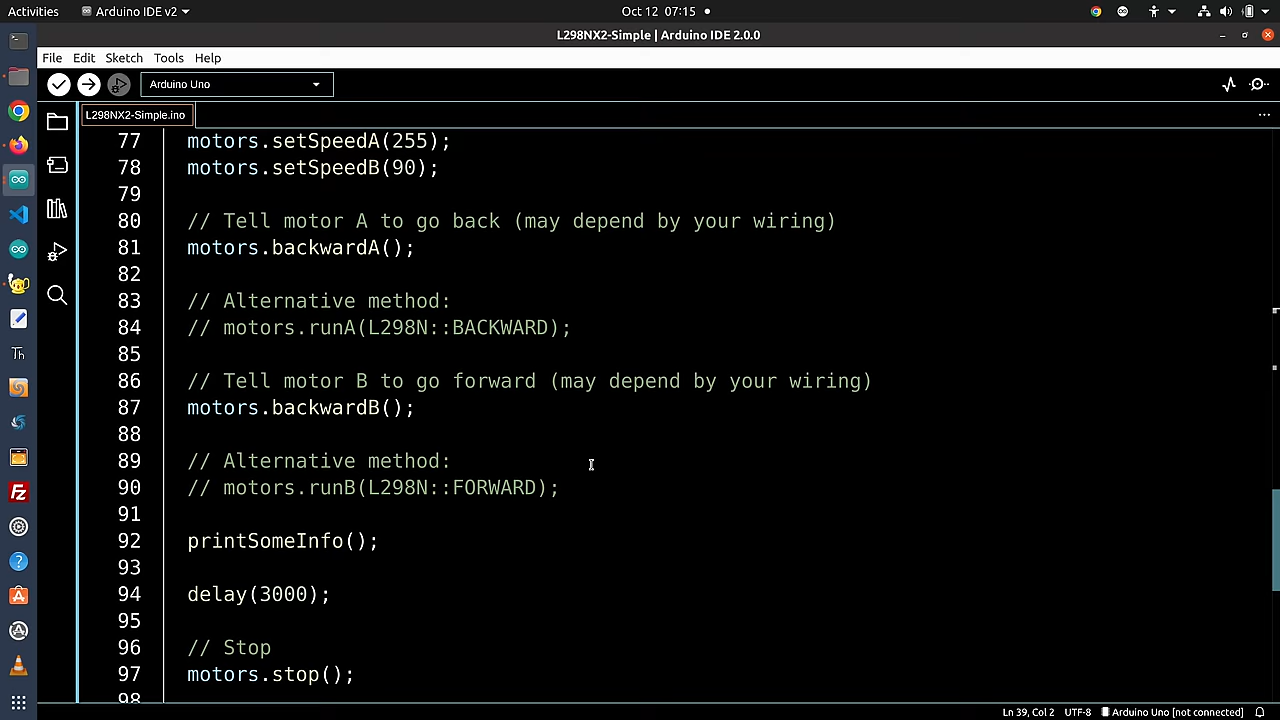 Activities
Arduino IDE v2
Oct 12 07:15
L298NX2-Simple | Arduino IDE 2.0.0
File Edit Sketch Tools Help
Arduino Uno
L298NX2-Simple.ino
77 motors.setSpeedA(255);
78 motors.setSpeedB(90);
79
80 // Tell motor A to go back (may depend by your wiring)
81 motors.backwardA();
82
83 // Alternative method:
84 // motors.runA(L298N::BACKWARD);
85
86 // Tell motor B to go forward (may depend by your wiring)
87 motors.backwardB();
88
89 // Alternative method:
90 // motors.runB(L298N::FORWARD);
91
92 printSomeInfo();
93
94 delay(3000);
95
96 // Stop
97 motors.stop();
98
Ln 39, Col 2 UTF-8 Arduino Uno [not connected]
Th
FZ